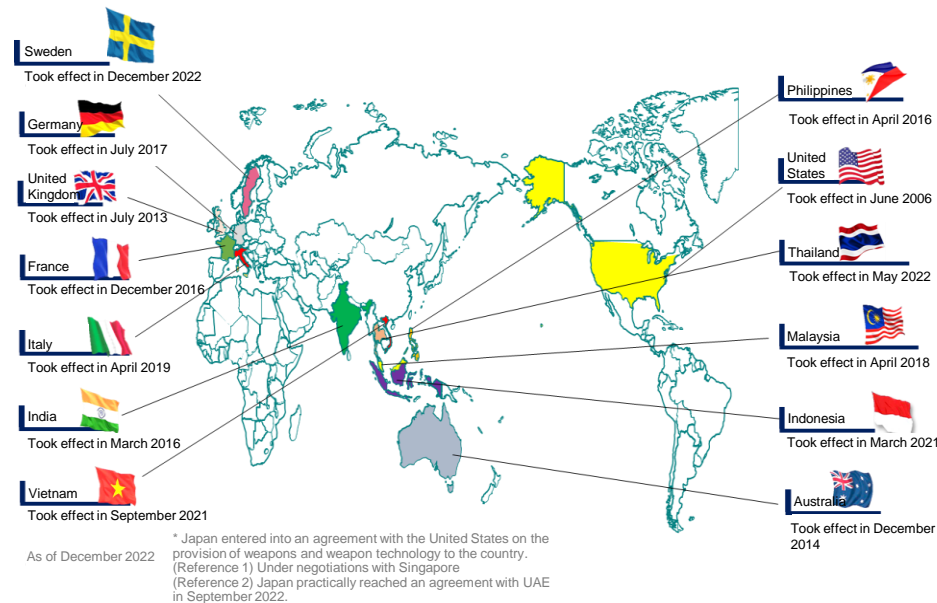 Sweden
Took effect in December 2022
Germany
Took effect in July 2017
United
Kingdom
Took effect in July 2013
France
Took effect in December 2016
Italy
Took effect in April 2019
India
Took effect in March 2016
Vietnam
Took effect in September 2021
Philippines
Took effect in April 2016
United
States
Took effect in June 2006
Thailand
Took effect in May 2022
Malaysia
Took effect in April 2018
Indonesia
Took effect in March 2021
Australia
Took effect in December
2014
As of December 2022
* Japan entered into an agreement with the United States on the
provision of weapons and weapon technology to the country.
(Reference 1) Under negotiations with Singapore
(Reference 2) Japan practically reached an agreement with UAE
in September 2022.